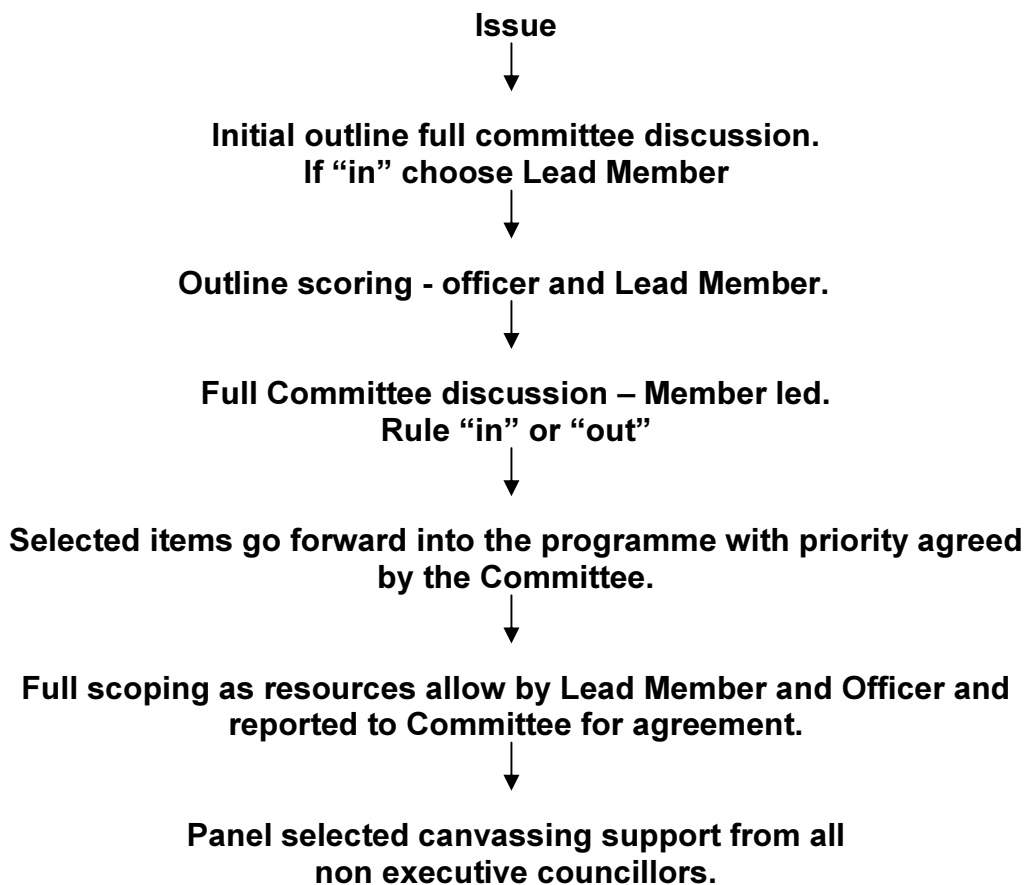 Issue
Initial outline full committee discussion.
If “in” choose Lead Member
Outline scoring - officer and Lead Member.
Full Committee discussion – Member led.
Rule “in” or “out”
Selected items go forward into the programme with priority agreed
by the Committee.
Full scoping as resources allow by Lead Member and Officer and
reported to Committee for agreement.
Panel selected canvassing support from all
non executive councillors.